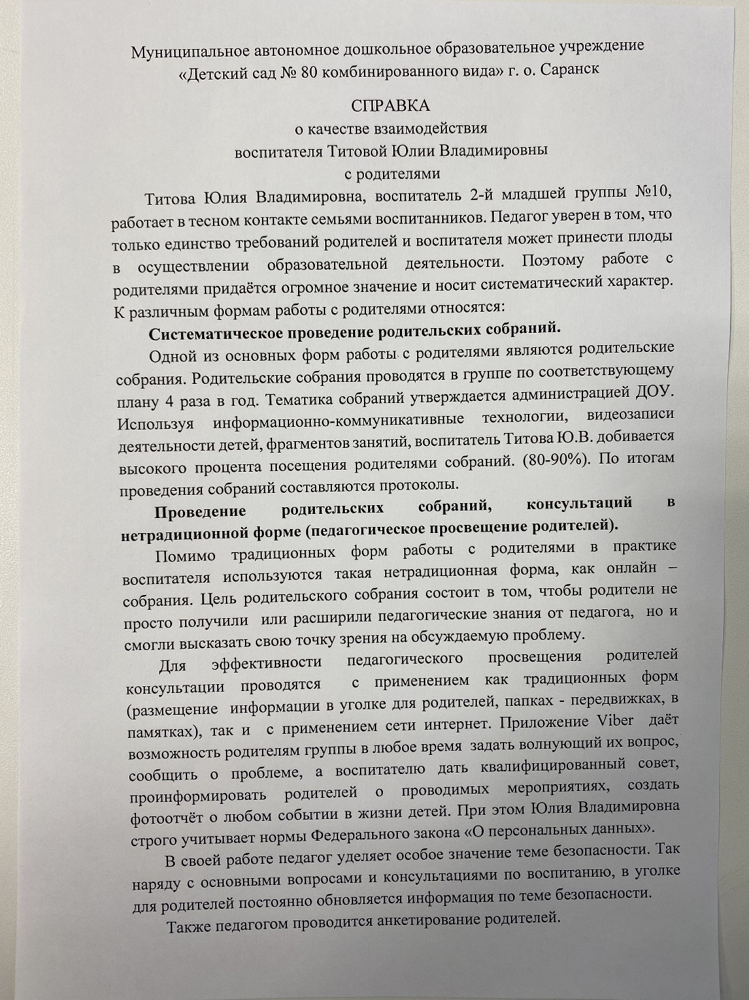 Муниципальное автономное дошкольное образовательное учреждение
«Детский сад № 80 комбинированного вида» г. о. Саранск
СПРАВКА
о качестве взаимодействия
воспитателя Титовой Юлии Владимировны
с родителями
Титова Юлия Владимировна, воспитатель 2-й младшей группы №10,
работает в тесном контакте семьями воспитанников. Педагог уверен в том, что
только единство требований родителей и воспитателя может принести плоды
в осуществлении образовательной деятельности. Поэтому работе с
родителями придаётся огромное значение и носит систематический характер.
К различным формам работы с родителями относятся:
Систематическое проведение родительских собраний.
Одной из основных форм работы с родителями являются родительские
собрания. Родительские собрания проводятся в группе по соответствующему
плану 4 раза в год. Тематика собраний утверждается администрацией ДОУ.
Используя информационно-коммуникативные технологии, видеозаписи
деятельности детей, фрагментов занятий, воспитатель Титова Ю.В. добивается
высокого процента посещения родителями собраний. (80-90%). По итогам
проведения собраний составляются протоколы.
Проведение родительских собраний, консультаций в
нетрадиционной форме (педагогическое просвещение родителей).
Помимо традиционных форм работы с родителями в практике
воспитателя используются такая нетрадиционная форма, как онлайн –
собрания. Цель родительского собрания состоит в том, чтобы родители не
просто получили или расширили педагогические знания от педагога, но и
смогли высказать свою точку зрения на обсуждаемую проблему.
Для эффективности педагогического просвещения родителей
консультации проводятся с применением как традиционных форм
(размещение информации в уголке для родителей, папках - передвижках, в
памятках), так и с применением сети интернет. Приложение Viber даёт
возможность родителям группы в любое время задать волнующий их вопрос,
сообщить о проблеме, а воспитателю дать квалифицированный совет,
проинформировать родителей о проводимых мероприятиях, создать
фотоотчёт о любом событии в жизни детей. При этом Юлия Владимировна
строго учитывает нормы Федерального закона «О персональных данных».
В своей работе педагог уделяет особое значение теме безопасности. Так
наряду с основными вопросами и консультациями по воспитанию, в уголке
для родителей постоянно обновляется информация по теме безопасности.
Также педагогом проводится анкетирование родителей.